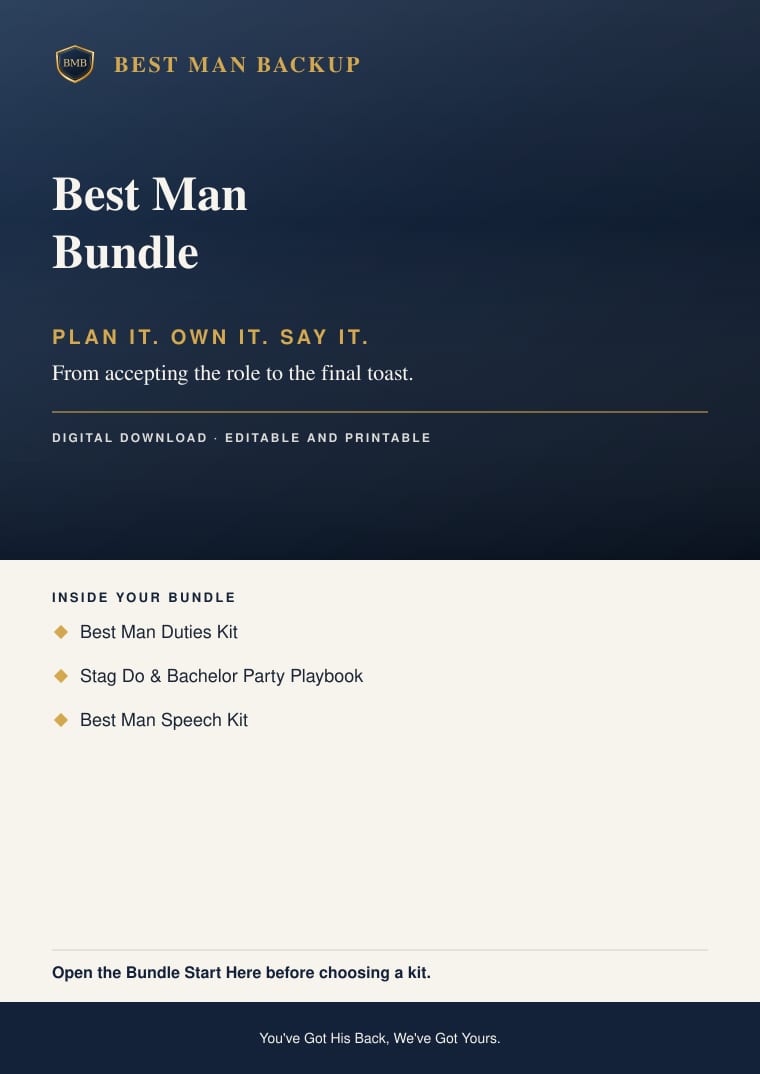 BMB
BEST MAN BACKUP
Best Man
Bundle
PLAN IT. OWN IT. SAY IT.
From accepting the role to the final toast.
DIGITAL DOWNLOAD · EDITABLE AND PRINTABLE
INSIDE YOUR BUNDLE
Best Man Duties Kit
Stag Do & Bachelor Party Playbook
Best Man Speech Kit
Open the Bundle Start Here before choosing a kit.
You've Got His Back, We've Got Yours.